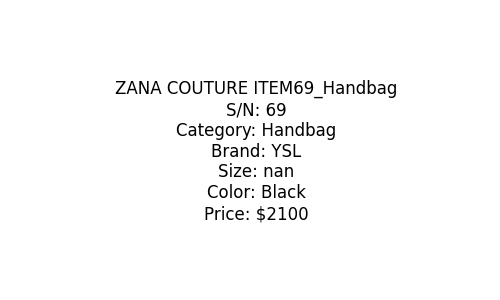 ZANA COUTURE ITEM69_Handbag
S/N: 69
Category: Handbag
Brand: YSL
Size: nan
Color: Black
Price: $2100